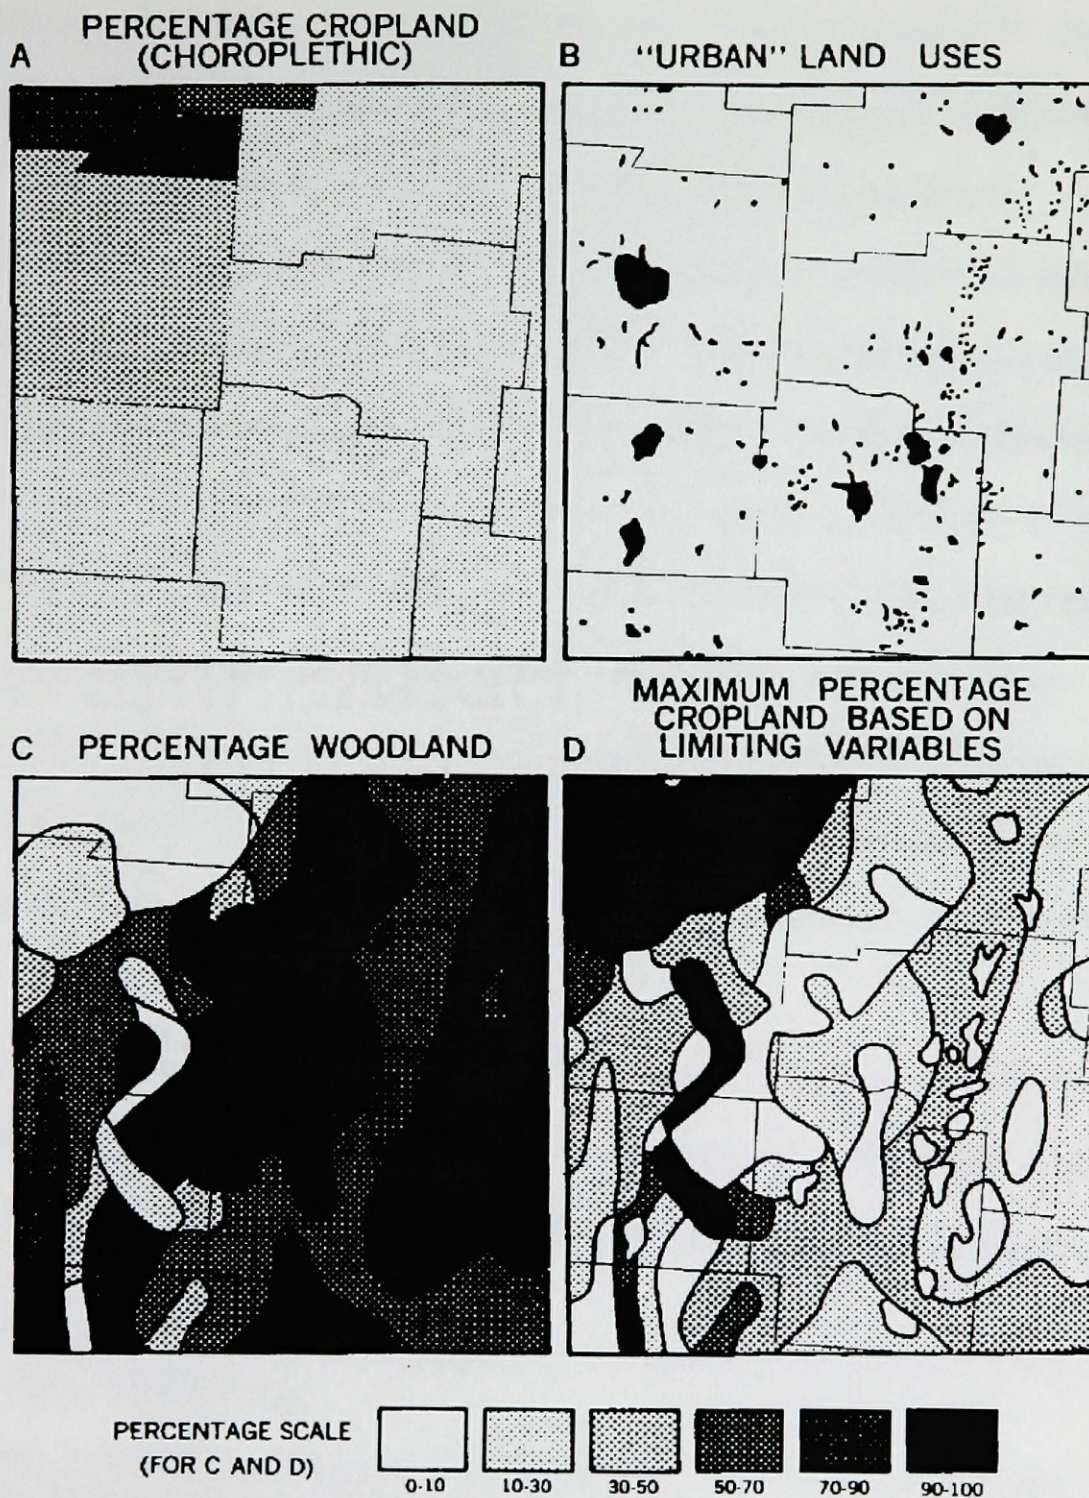 A PERCENTAGE CROPLAND
(CHOROPLETHIC)
B "URBAN" LAND USES
C PERCENTAGE WOODLAND
D MAXIMUM PERCENTAGE
CROPLAND BASED ON
LIMITING VARIABLES
PERCENTAGE SCALE
(FOR C AND D)
0-10 10-30 30-50 50-70 70-90 90-100